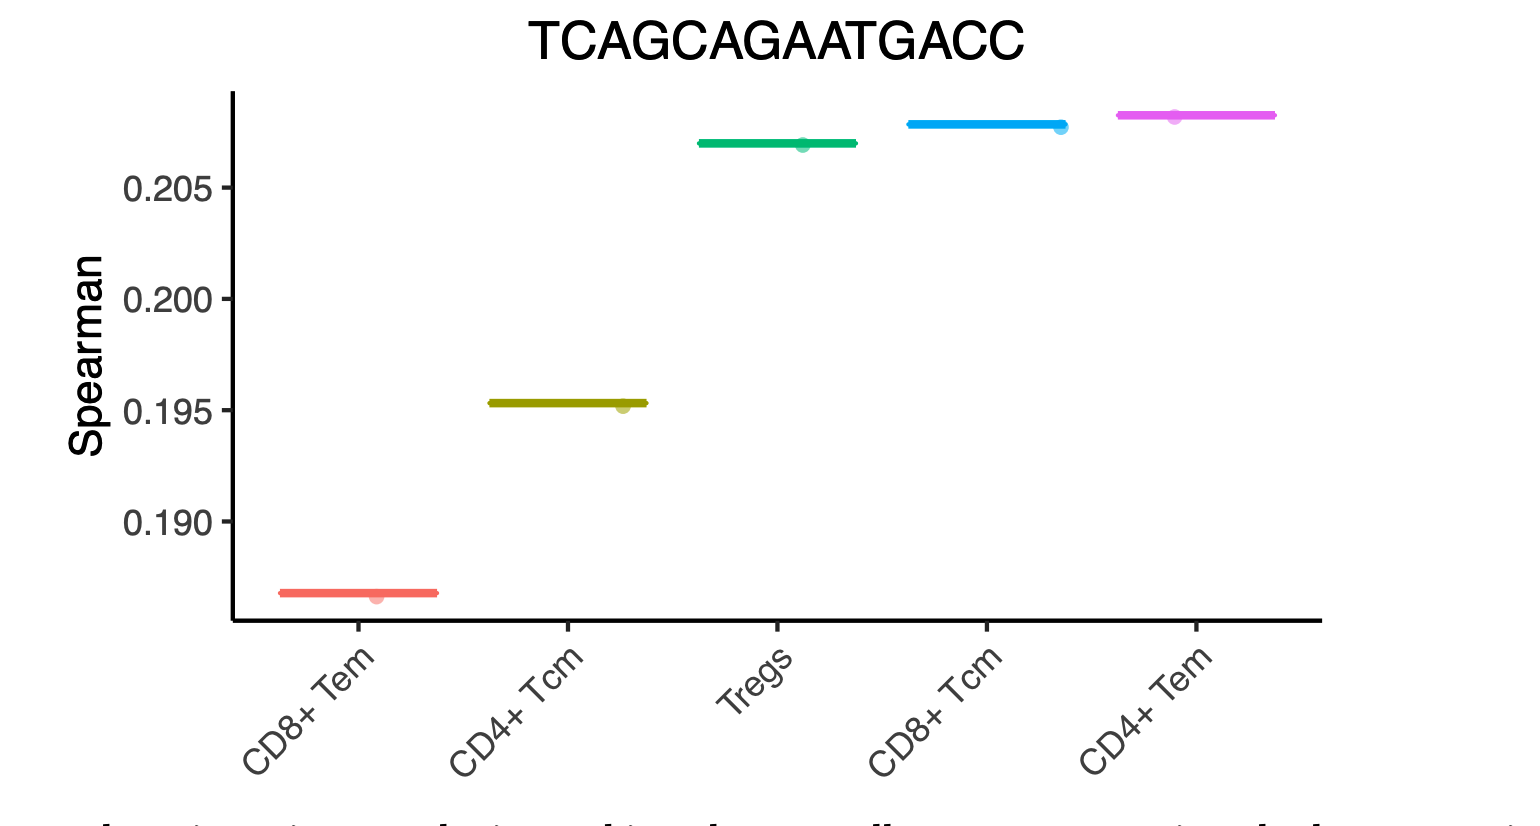 TCAGCAGAATGACC
Spearman
0.205
0.200
0.195
0.190
CD8+ Tem
CD4+ Tcm
Tregs
CD8+ Tcm
CD4+ Tem